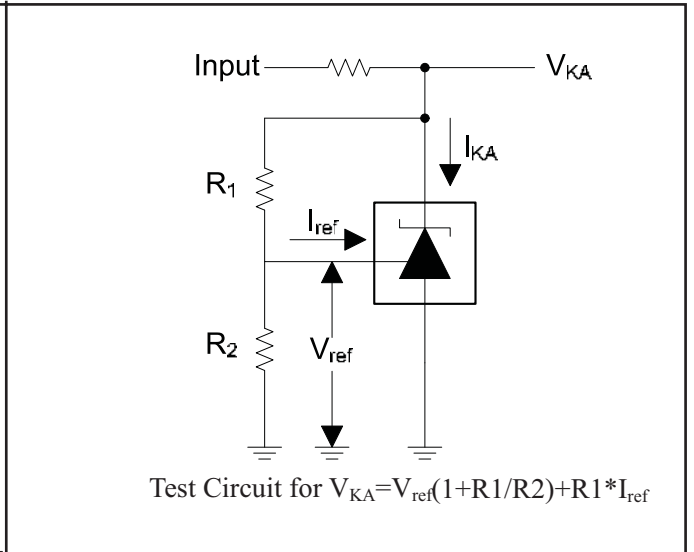 Input
V_KA
I_KA
R_1
I_ref
R_2
V_ref
Test Circuit for V_KA=V_ref(1+R1/R2)+R1*I_ref